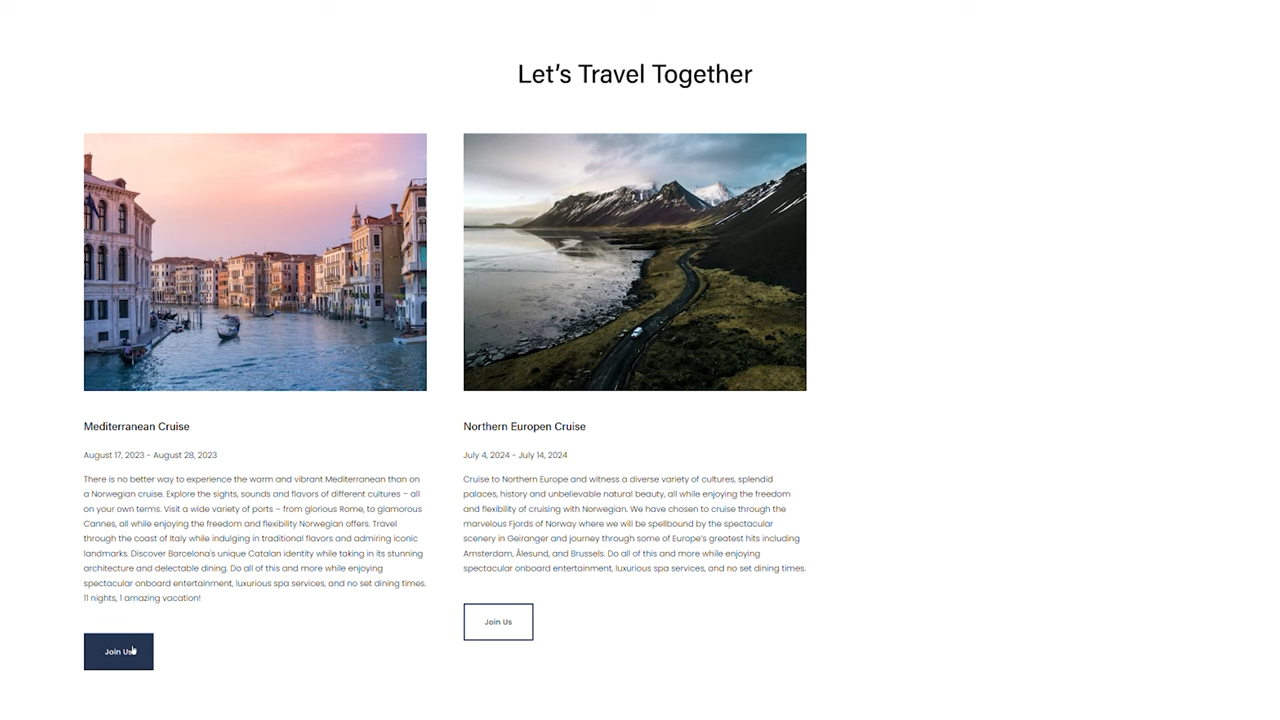 Let's Travel Together
Mediterranean Cruise
August 17, 2023 - August 28, 2023
There is no better way to experience the warm and vibrant Mediterranean than on
a Norwegian cruise. Explore the sights, sounds and flavors of different cultures – all
on your own terms. Visit a wide variety of ports – from glorious Rome, to glamorous
Cannes, all while enjoying the freedom and flexibility Norwegian offers. Travel
through the coast of Italy while indulging in traditional flavors and admiring iconic
landmarks. Discover Barcelona's unique Catalan identity while taking in its stunning
architecture and delectable dining. Do all of this and more while enjoying
spectacular onboard entertainment, luxurious spa services, and no set dining times.
11 nights, 1 amazing vacation!
Join Us
Northern Europen Cruise
July 4, 2024 - July 14, 2024
Cruise to Northern Europe and witness a diverse variety of cultures, splendid
palaces, history and unbelievable natural beauty, all while enjoying the freedom
and flexibility of cruising with Norwegian. We have chosen to cruise through the
marvelous Fjords of Norway where we will be spellbound by the spectacular
scenery in Geiranger and journey through some of Europe's greatest hits including
Amsterdam, Ålesund, and Brussels. Do all of this and more while enjoying
spectacular onboard entertainment, luxurious spa services, and no set dining times.
Join Us